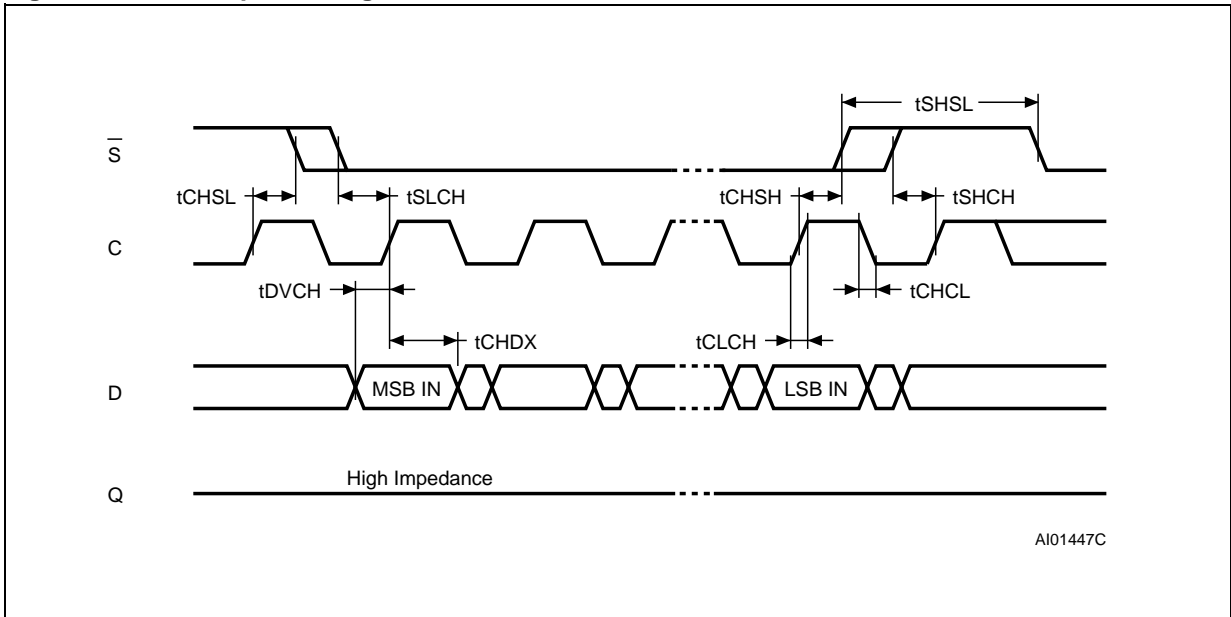 tSHSL
S
tCHSL
tSLCH
tCHSH
tSHCH
C
tDVCH
tCHCL
tCHDX
tCLCH
D
MSB IN
LSB IN
High Impedance
Q
AI01447C